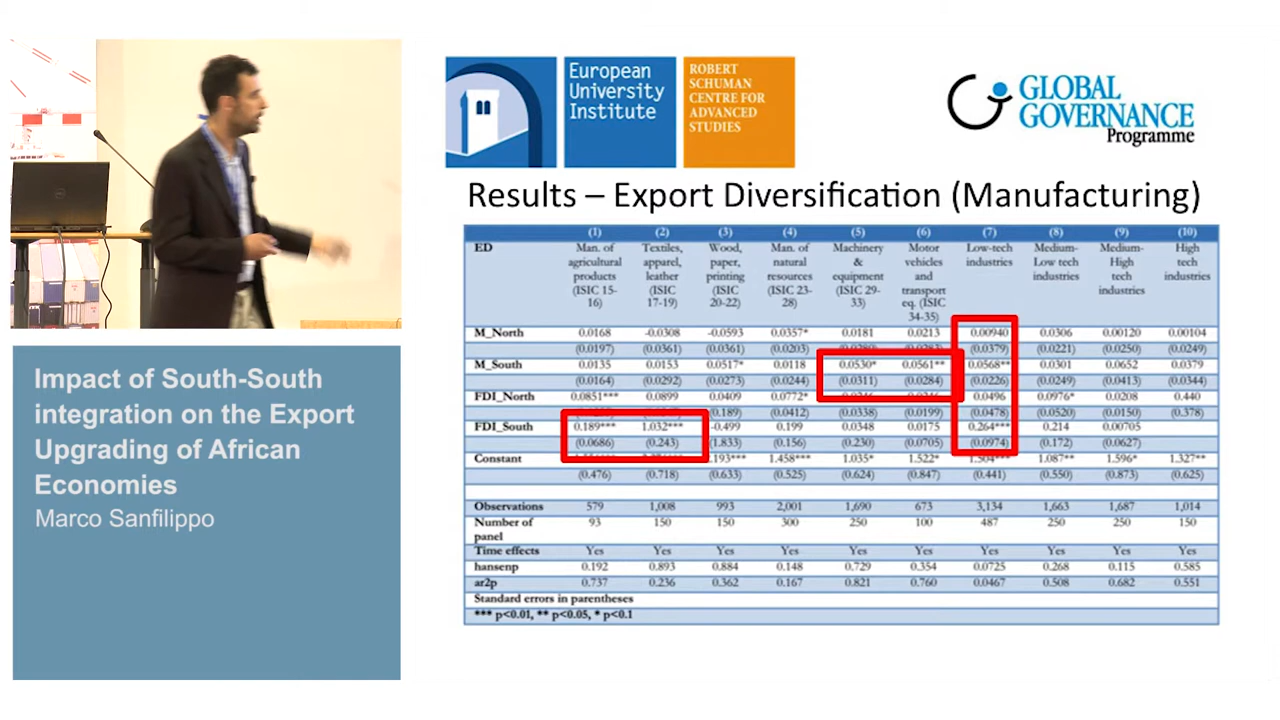 European
University
Institute
ROBERT
SCHUMAN
CENTRE FOR
ADVANCED
STUDIES
GLOBAL
GOVERNANCE
Programme
Results – Export Diversification (Manufacturing)
(1) (2) (3) (4) (5) (6) (7) (8) (9) (10)
ED Man. of agricultural products (ISIC 15-16) Textiles, apparel, leather (ISIC 17-19) Wood, paper, printing (ISIC 20-22) Man. of natural resources (ISIC 23-28) Machinery & equipment (ISIC 29-33) Motor vehicles and transport eq. (ISIC 34-35) Low-tech industries Medium-Low tech industries Medium-High tech industries High tech industries
M_North 0.0168 -0.0308 -0.0593 0.0357* 0.0181 0.0213 0.00940 0.0306 0.00120 0.00104
(0.0197) (0.0361) (0.0361) (0.0203) (0.0379) (0.0221) (0.0250) (0.0249)
M_South 0.0135 0.0153 0.0517* 0.0118 0.0530* 0.0561** 0.0568** 0.0301 0.0652 0.0379
(0.0164) (0.0292) (0.0273) (0.0244) (0.0311) (0.0284) (0.0226) (0.0249) (0.0413) (0.0344)
FDI_North 0.0851*** 0.0899 0.0409 0.0772* 0.0496 0.0976* 0.0208 0.440
(0.189) (0.0412) (0.0338) (0.0199) (0.0478) (0.0520) (0.0150) (0.378)
FDI_South 0.189*** 1.032*** -0.499 0.199 0.0348 0.0175 0.264*** 0.214 0.00705
(0.0686) (0.243) (1.833) (0.156) (0.230) (0.0705) (0.0974) (0.172) (0.0627)
Constant .193*** 1.458*** 1.035* 1.522* 1.087** 1.596* 1.327**
(0.476) (0.718) (0.633) (0.525) (0.624) (0.847) (0.441) (0.550) (0.873) (0.625)
Observations 579 1,008 993 2,001 1,690 673 3,134 1,663 1,687 1,014
Number of panel 93 150 150 300 250 100 487 250 250 150
Time effects Yes Yes Yes Yes Yes Yes Yes Yes Yes Yes
hansenp 0.192 0.893 0.884 0.148 0.729 0.354 0.0725 0.268 0.115 0.585
ar2p 0.737 0.236 0.362 0.167 0.821 0.760 0.0467 0.508 0.682 0.551
Standard errors in parentheses
*** p<0.01, ** p<0.05, * p<0.1
Impact of South-South
integration on the Export
Upgrading of African
Economies
Marco Sanfilippo